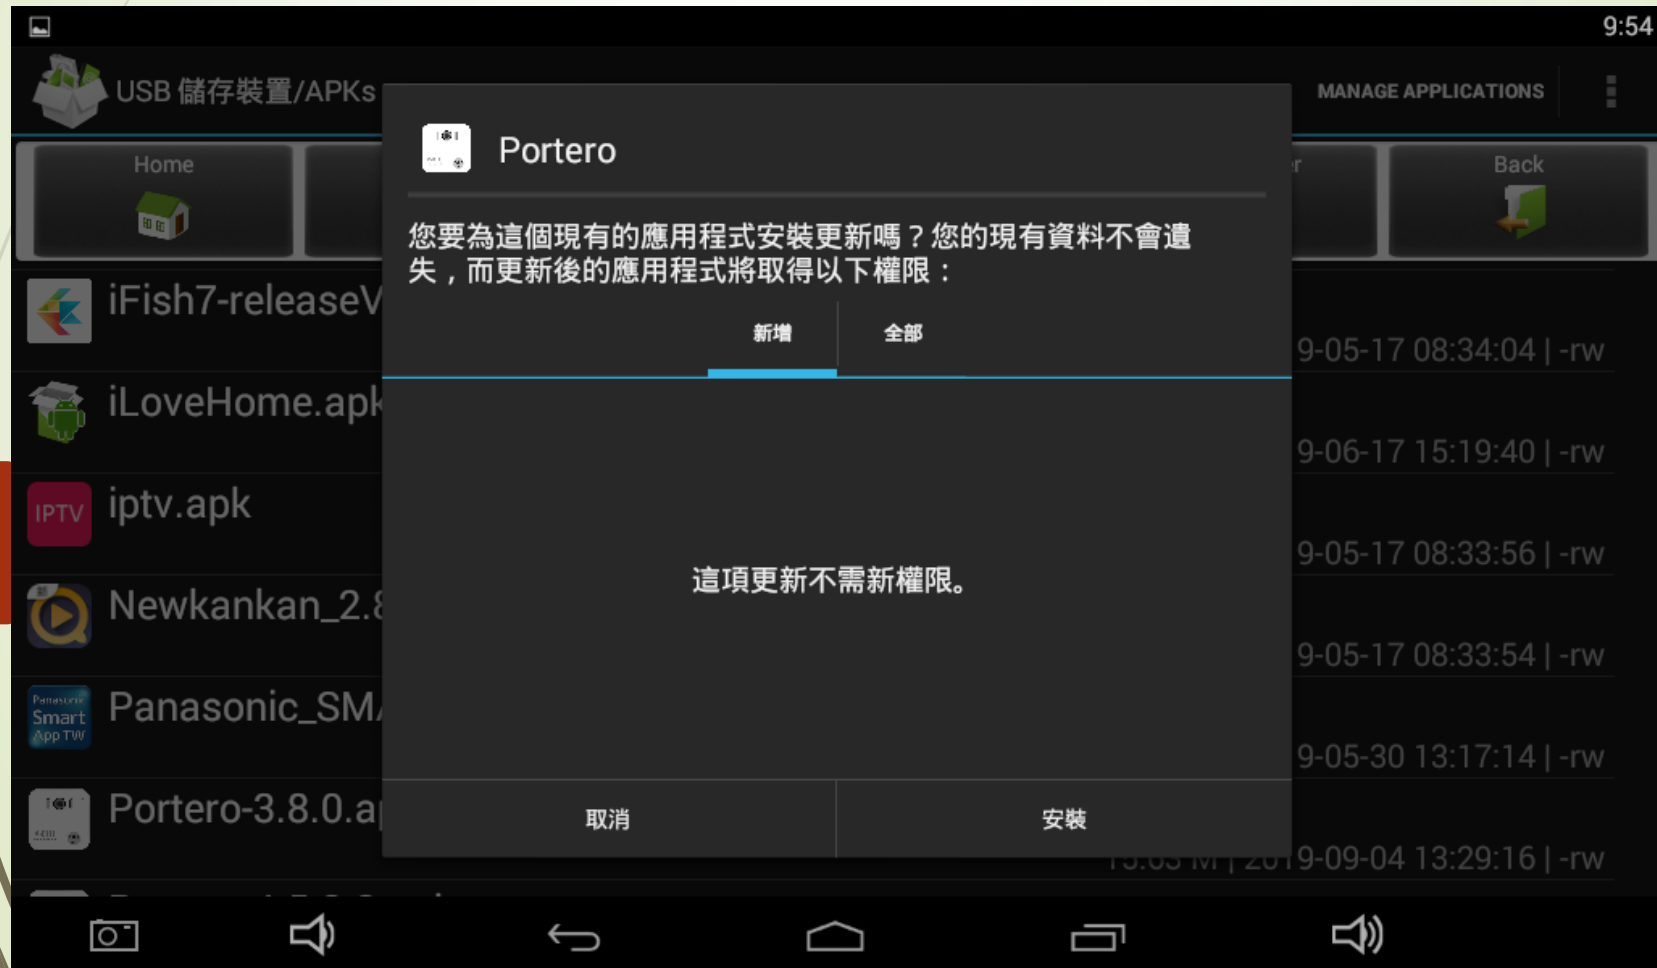 9:54
USB 儲存裝置/APKs
MANAGE APPLICATIONS
Home
Back
Portero
您要為這個現有的應用程式安裝更新嗎？您的現有資料不會遺
失，而更新後的應用程式將取得以下權限：
新增
全部
這項更新不需新權限。
取消
安裝
iFish7-releaseV
9-05-17 08:34:04 | -rw
iLoveHome.apk
9-06-17 15:19:40 | -rw
IPTV
iptv.apk
9-05-17 08:33:56 | -rw
Newkankan_2.8
9-05-17 08:33:54 | -rw
Panasonic
Smart
App TW
Panasonic_SMA
9-05-30 13:17:14 | -rw
Portero-3.8.0.a
2019-09-04 13:29:16 | -rw